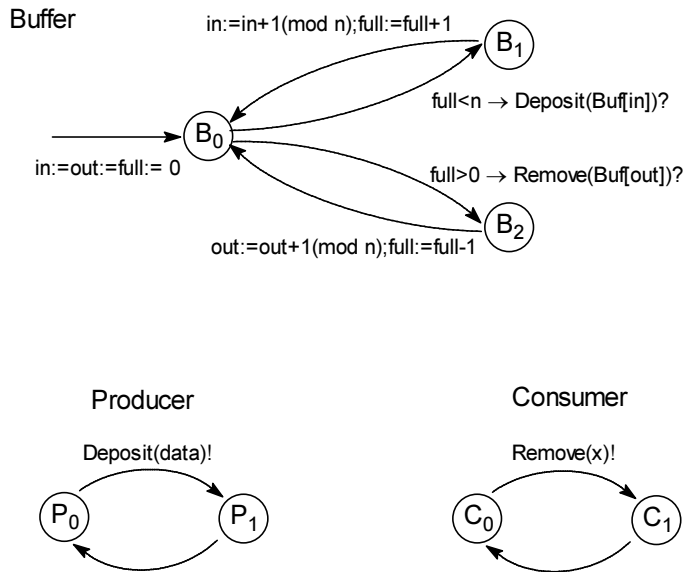 Buffer
in:=in+1(mod n);full:=full+1
B1
full<n → Deposit(Buf[in])?
B0
in:=out:=full:= 0
full>0 → Remove(Buf[out])?
B2
out:=out+1(mod n);full:=full-1
Producer
Consumer
Deposit(data)!
Remove(x)!
P0
P1
C0
C1